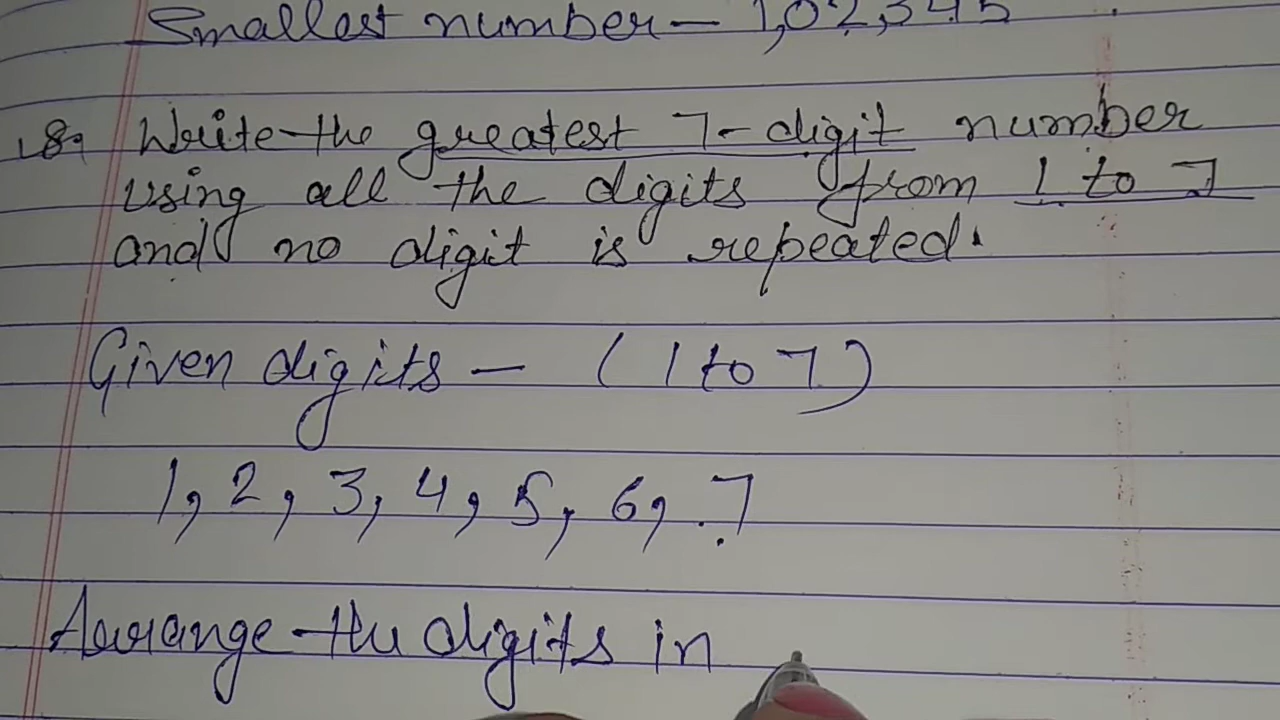 Smallest number - 1,02,345
18. Write the greatest 7-digit number
using all the digits from 1 to 7
and no digit is repeated.
Given digits - (1 to 7)
1, 2, 3, 4, 5, 6, 7
Arrange the digits in